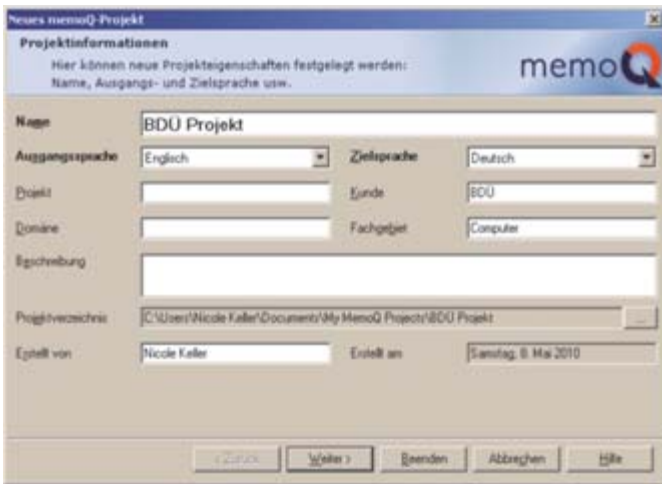 Neues memoQ-Projekt
Projektinformationen
Hier können neue Projekteigenschaften festgelegt werden:
Name, Ausgangs- und Zielsprache usw.
memoQ
Name BDÜ Projekt
Ausgangssprache Englisch Zielsprache Deutsch
Projekt Kunde BDÜ
Domäne Fachgebiet Computer
Beschreibung
Projektverzeichnis C:\Users\Nicole Keller\Documents\My MemoQ Projects\BDÜ Projekt ...
Erstellt von Nicole Keller Erstellt am Samstag, 8. Mai 2010
< Zurück Weiter > Beenden Abbrechen Hilfe